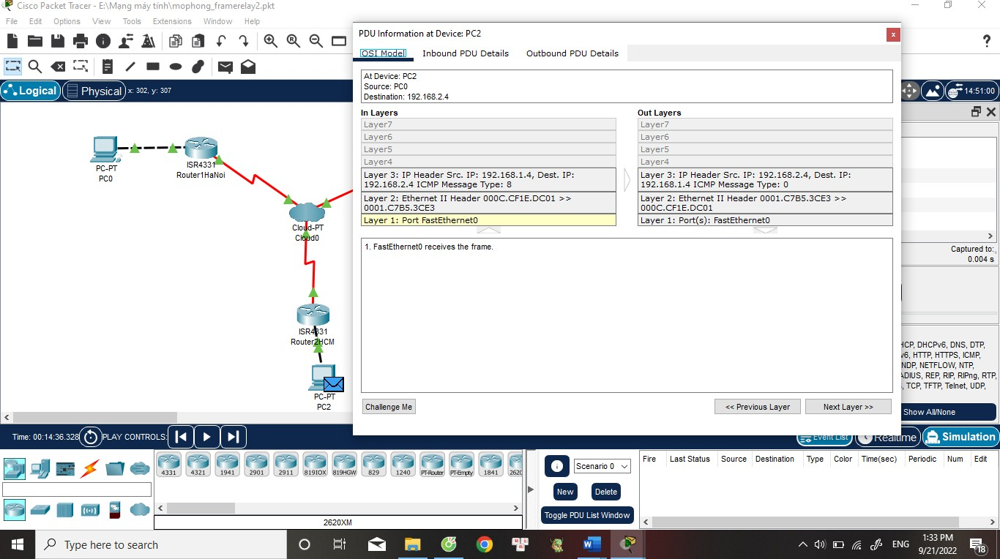 Cisco Packet Tracer - E:\Mạng máy tính\mophong_framerelay2.pkt
File Edit Options View Tools Extensions Window Help
Logical Physical x: 302, y: 307
14:51:00
PC-PT
PC0
ISR4331
Router1HaNoi
Cloud-PT
Cloud0
ISR4331
Router2HCM
PC-PT
PC2
PDU Information at Device: PC2
OSI Model Inbound PDU Details Outbound PDU Details
At Device: PC2
Source: PC0
Destination: 192.168.2.4
In Layers
Layer7
Layer6
Layer5
Layer4
Layer 3: IP Header Src. IP: 192.168.1.4, Dest. IP:
192.168.2.4 ICMP Message Type: 8
Layer 2: Ethernet II Header 000C.CF1E.DC01 >>
0001.C7B5.3CE3
Layer 1: Port FastEthernet0
Out Layers
Layer7
Layer6
Layer5
Layer4
Layer 3: IP Header Src. IP: 192.168.2.4, Dest. IP:
192.168.1.4 ICMP Message Type: 0
Layer 2: Ethernet II Header 0001.C7B5.3CE3 >>
000C.CF1E.DC01
Layer 1: Port(s): FastEthernet0
1. FastEthernet0 receives the frame.
Challenge Me << Previous Layer Next Layer >>
Captured to:
0.004 s
HCP, DHCPv6, DNS, DTP,
v6, HTTP, HTTPS, ICMP,
NDP, NETFLOW, NTP,
ADIUS, REP, RIP, RIPng, RTP,
, TCP, TFTP, Telnet, UDP,
Show All/None
Time: 00:14:36.328 PLAY CONTROLS:
Event List Realtime Simulation
4331 4321 1941 2901 2911 819IOX 819HGW 829 1240 PT-Router PT-Empty 1841 2620
2620XM
Scenario 0
New Delete
Toggle PDU List Window
Fire Last Status Source Destination Type Color Time(sec) Periodic Num Edit
Type here to search
ENG
1:33 PM
9/21/2022
18